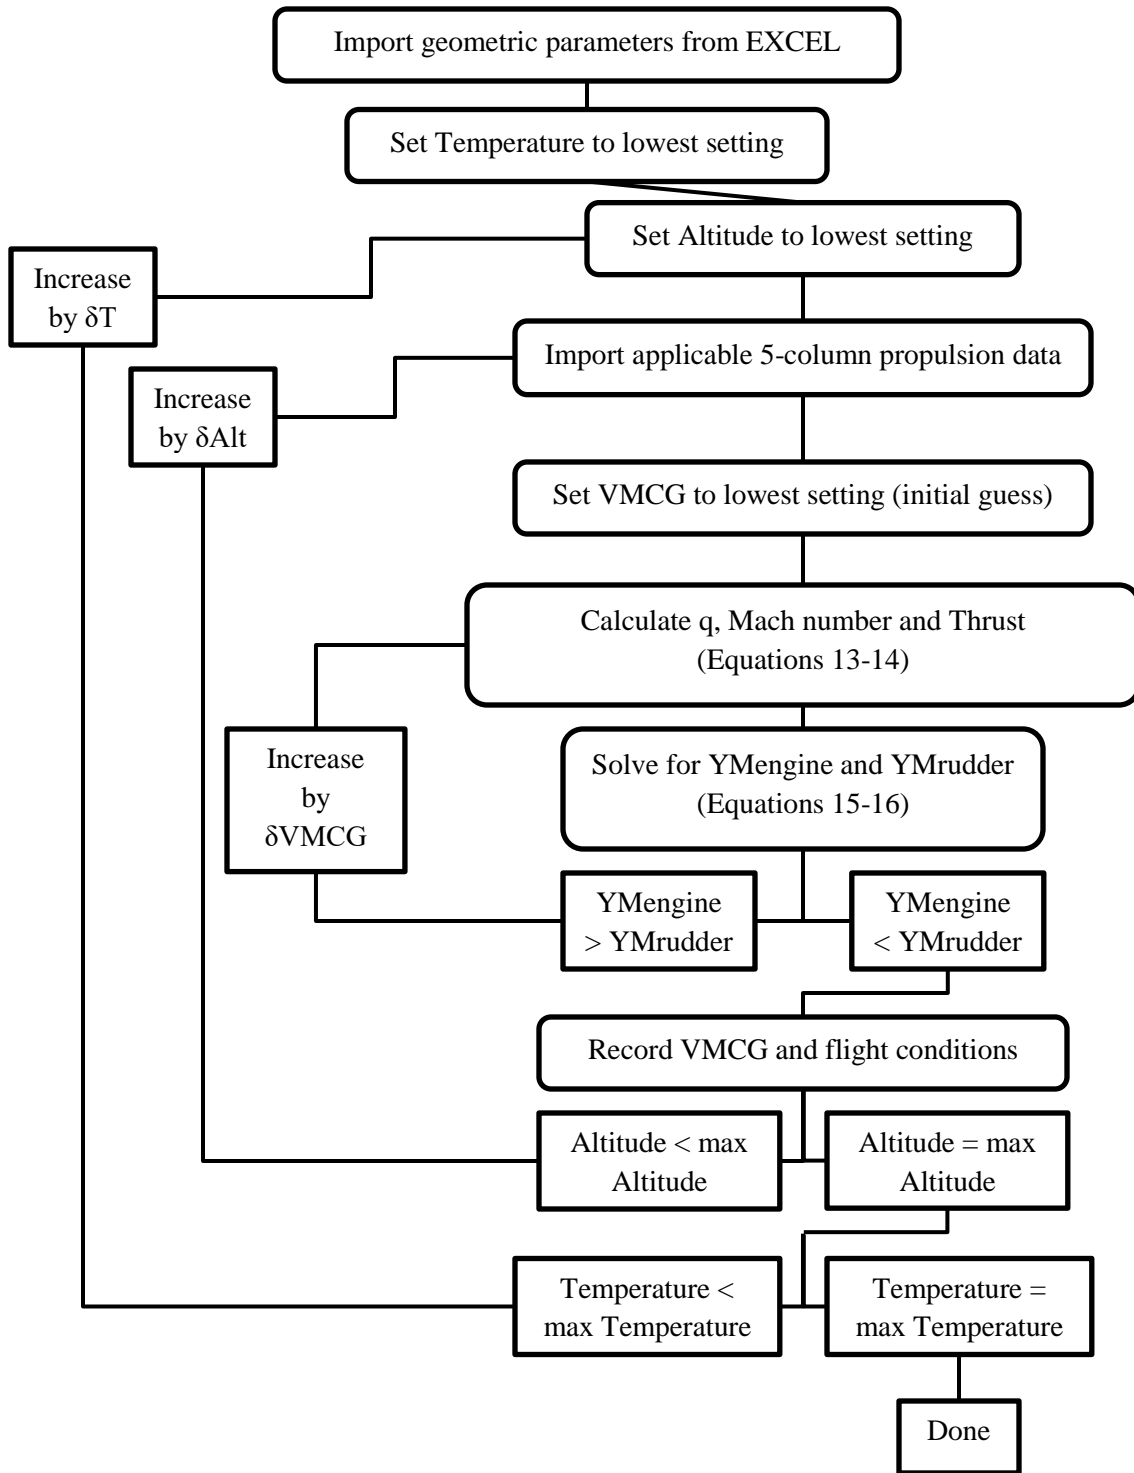 Import geometric parameters from EXCEL
Set Temperature to lowest setting
Set Altitude to lowest setting
Increase
by δT
Import applicable 5-column propulsion data
Increase
by δAlt
Set VMCG to lowest setting (initial guess)
Calculate q, Mach number and Thrust
(Equations 13-14)
Increase
by
δVMCG
Solve for YMengine and YMrudder
(Equations 15-16)
YMengine
> YMrudder
YMengine
< YMrudder
Record VMCG and flight conditions
Altitude < max
Altitude
Altitude = max
Altitude
Temperature <
max Temperature
Temperature =
max Temperature
Done